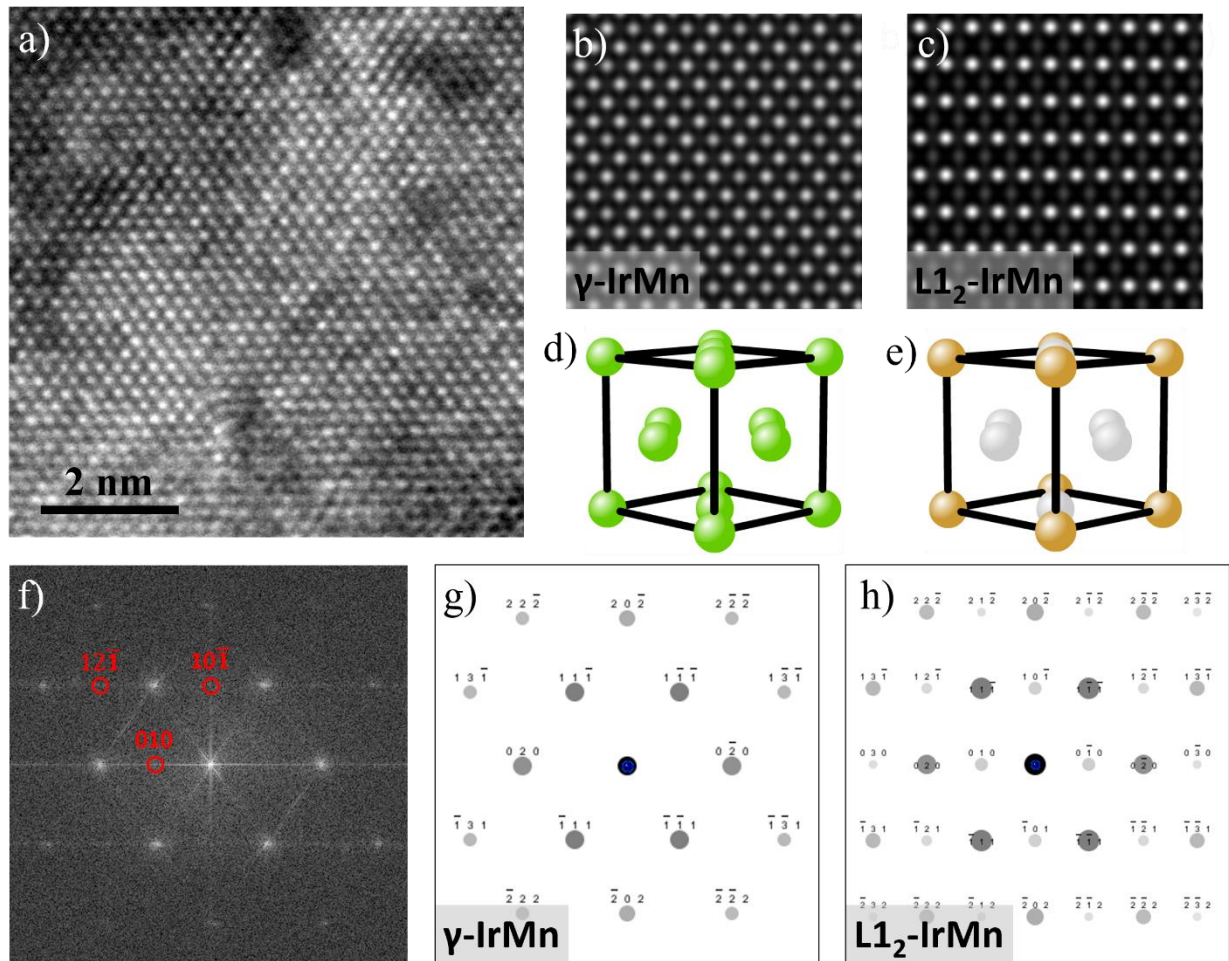 a)
2 nm
b)
γ-IrMn
c)
L1₂-IrMn
d)
e)
f)
121̄ 101̄
010
g)
2 2 2̄ 2 0 2̄ 2 2̄ 2̄
1 3 1̄ 1 1 1̄ 1 1̄ 1̄ 1 3̄ 1̄
0 2 0 0 2̄ 0
1̄ 3 1 1̄ 1 1 1̄ 1̄ 1 1̄ 3̄ 1
2̄ 2 2 2̄ 0 2 2̄ 2̄ 2
γ-IrMn
h)
2 2 2̄ 2 1 2̄ 2 0 2̄ 2 1̄ 2̄ 2 2̄ 2̄ 2 3̄ 2̄
1 3 1̄ 1 2 1̄ 1 1 1̄ 1 0 1̄ 1 1̄ 1̄ 1 2̄ 1̄ 1 3̄ 1̄
0 3 0 0 2 0 0 1 0 0 1̄ 0 0 2̄ 0 0 3̄ 0
1̄ 3 1 1̄ 2 1 1̄ 1 1 1̄ 0 1 1̄ 1̄ 1 1̄ 2̄ 1 1̄ 3̄ 1
2̄ 3 2 2̄ 2 2 2̄ 1 2 2̄ 0 2 2̄ 1̄ 2 2̄ 2̄ 2 2̄ 3̄ 2
L1₂-IrMn